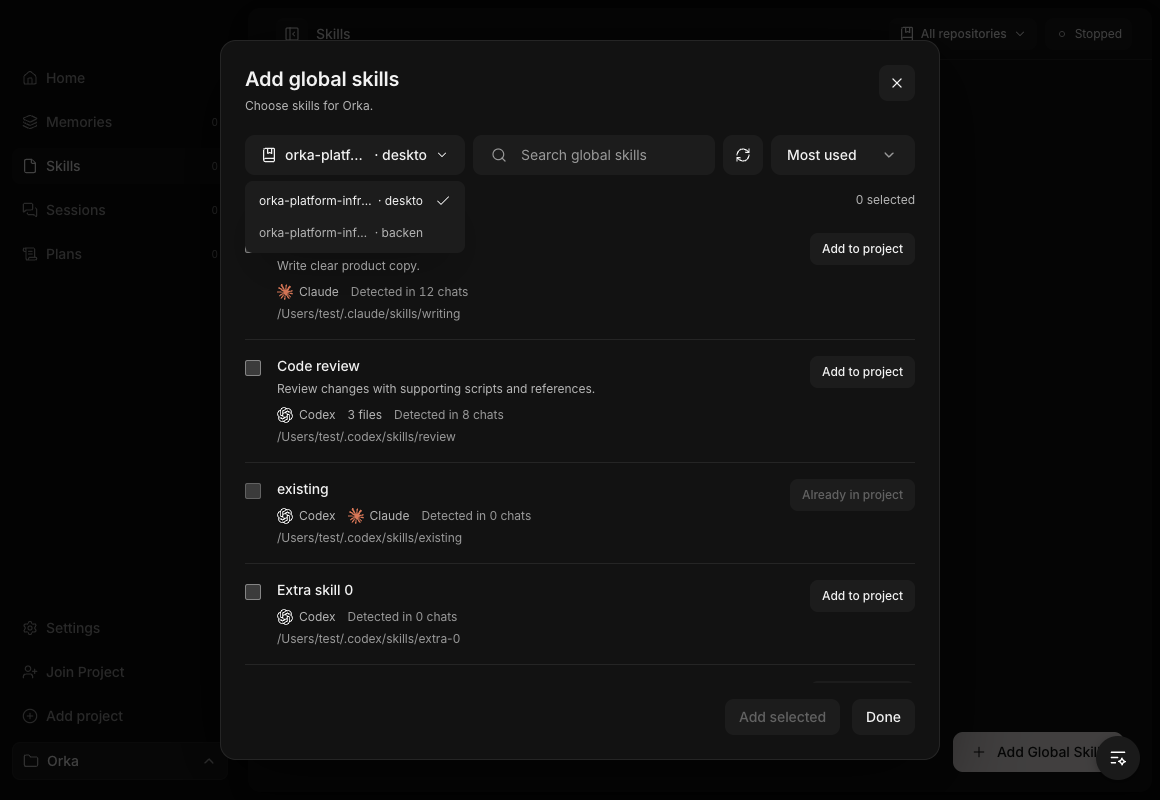 Skills
All repositories
Stopped
Home
Memories 0
Skills
Sessions 0
Plans 0
Settings
Join Project
Add project
Orka
Add global skills
Choose skills for Orka.
orka-platf... · deskto
Search global skills
Most used
orka-platform-infr... · deskto
orka-platform-inf... · backen
0 selected
Add to project
Write clear product copy.
Claude Detected in 12 chats
/Users/test/.claude/skills/writing
Code review
Add to project
Review changes with supporting scripts and references.
Codex 3 files Detected in 8 chats
/Users/test/.codex/skills/review
existing
Already in project
Codex Claude Detected in 0 chats
/Users/test/.codex/skills/existing
Extra skill 0
Add to project
Codex Detected in 0 chats
/Users/test/.codex/skills/extra-0
Add selected
Done
Add Global